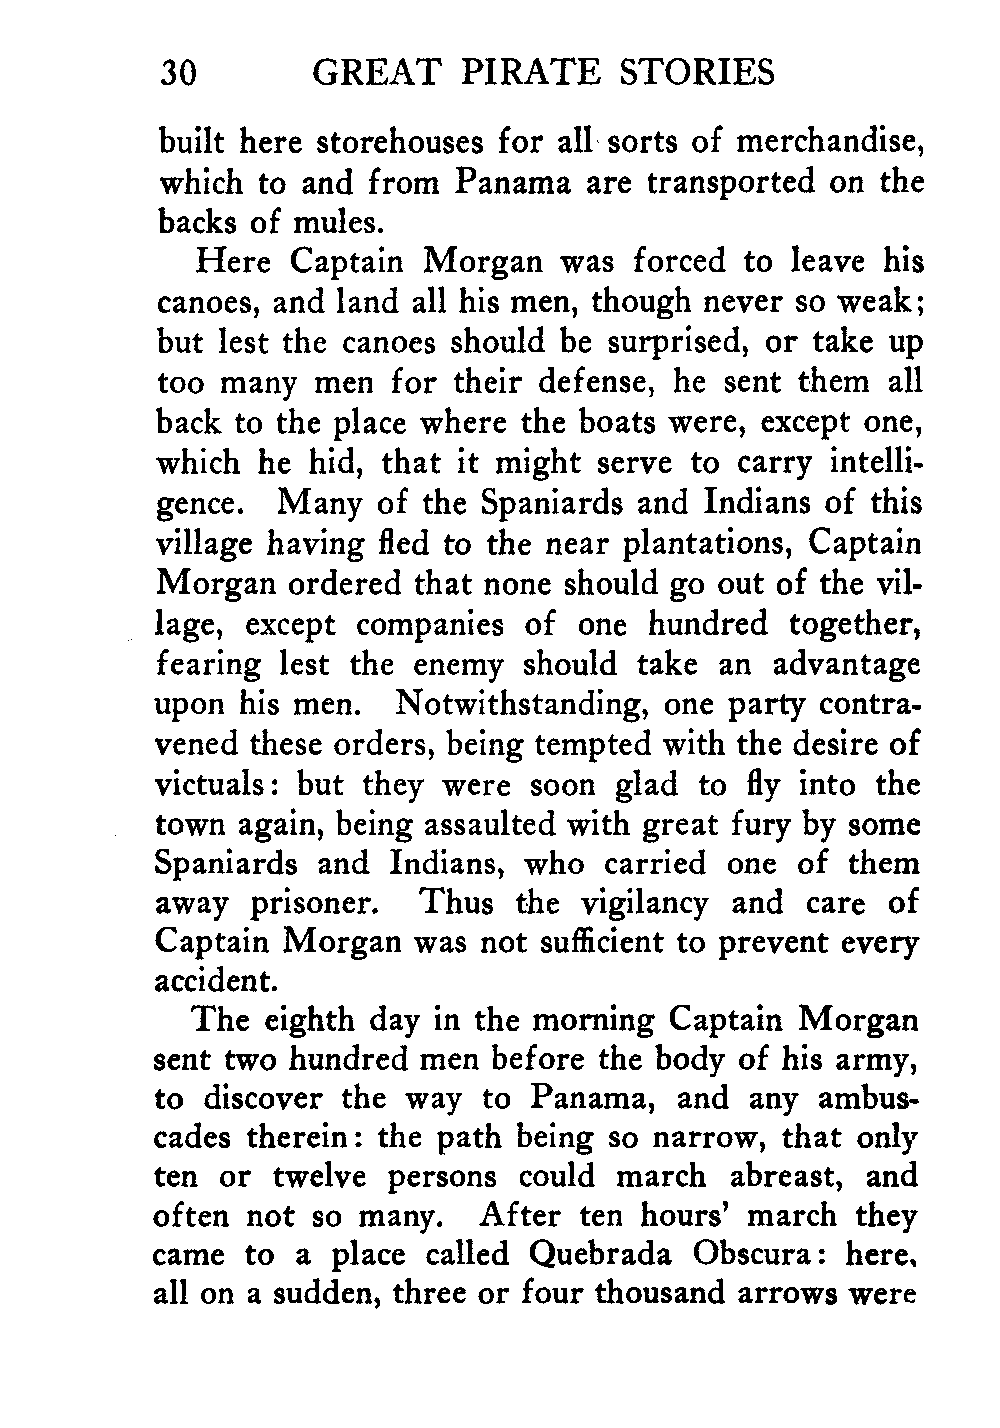 30 GREAT PIRATE STORIES
built here storehouses for all sorts of merchandise,
which to and from Panama are transported on the
backs of mules.
Here Captain Morgan was forced to leave his
canoes, and land all his men, though never so weak;
but lest the canoes should be surprised, or take up
too many men for their defense, he sent them all
back to the place where the boats were, except one,
which he hid, that it might serve to carry intelli-
gence. Many of the Spaniards and Indians of this
village having fled to the near plantations, Captain
Morgan ordered that none should go out of the vil-
lage, except companies of one hundred together,
fearing lest the enemy should take an advantage
upon his men. Notwithstanding, one party contra-
vened these orders, being tempted with the desire of
victuals: but they were soon glad to fly into the
town again, being assaulted with great fury by some
Spaniards and Indians, who carried one of them
away prisoner. Thus the vigilancy and care of
Captain Morgan was not sufficient to prevent every
accident.
The eighth day in the morning Captain Morgan
sent two hundred men before the body of his army,
to discover the way to Panama, and any ambus-
cades therein: the path being so narrow, that only
ten or twelve persons could march abreast, and
often not so many. After ten hours' march they
came to a place called Quebrada Obscura: here,
all on a sudden, three or four thousand arrows were